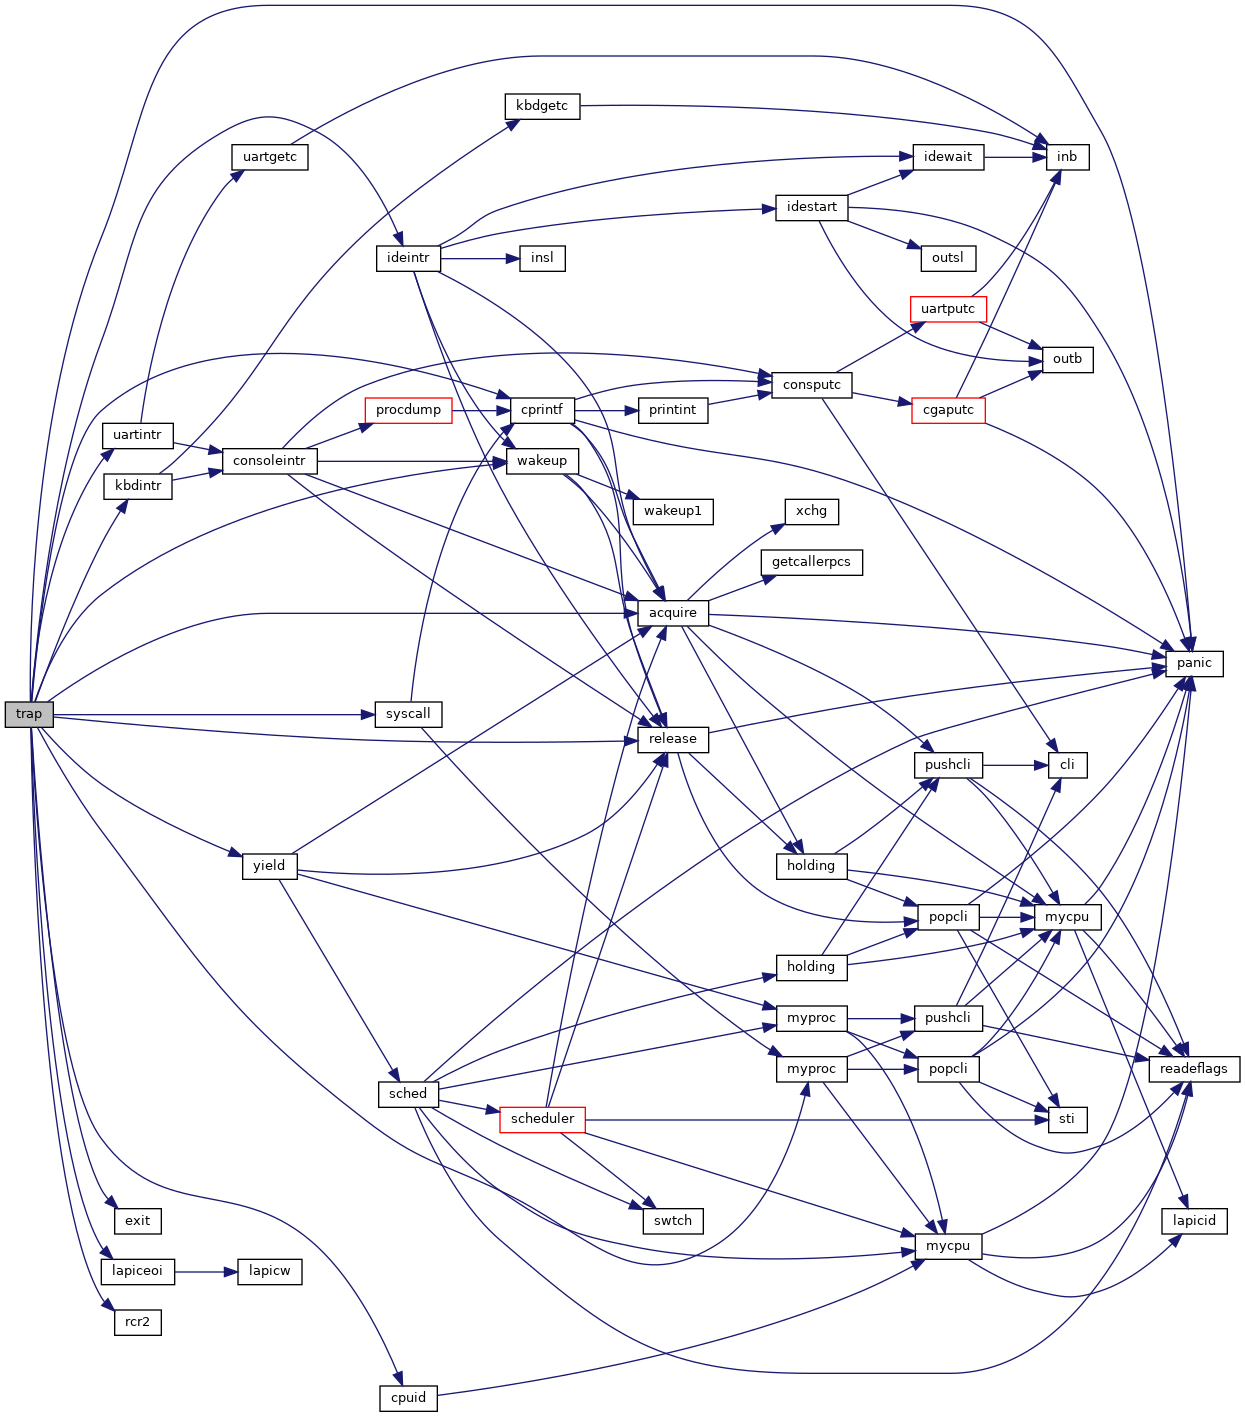 kbdgetc
uartgetc
idewait
inb
idestart
ideintr
insl
outsl
uartputc
outb
consputc
procdump
cprintf
printint
cgaputc
uartintr
consoleintr
wakeup
kbdintr
wakeup1
xchg
getcallerpcs
acquire
panic
trap
syscall
release
pushcli
cli
yield
holding
popcli
mycpu
holding
myproc
pushcli
myproc
popcli
readeflags
sched
scheduler
sti
exit
swtch
lapicid
mycpu
lapiceoi
lapicw
rcr2
cpuid